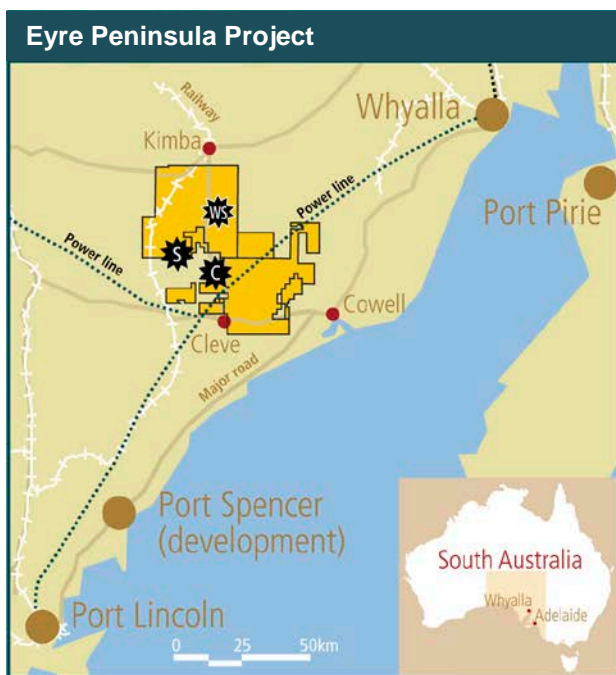 Eyre Peninsula Project
Railway
Whyalla
Kimba
Port Pirie
WS
Power line
Power line
S
C
Cowell
Cleve
Major road
Port Spencer
(development)
South Australia
Whyalla
Adelaide
Port Lincoln
0 25 50km